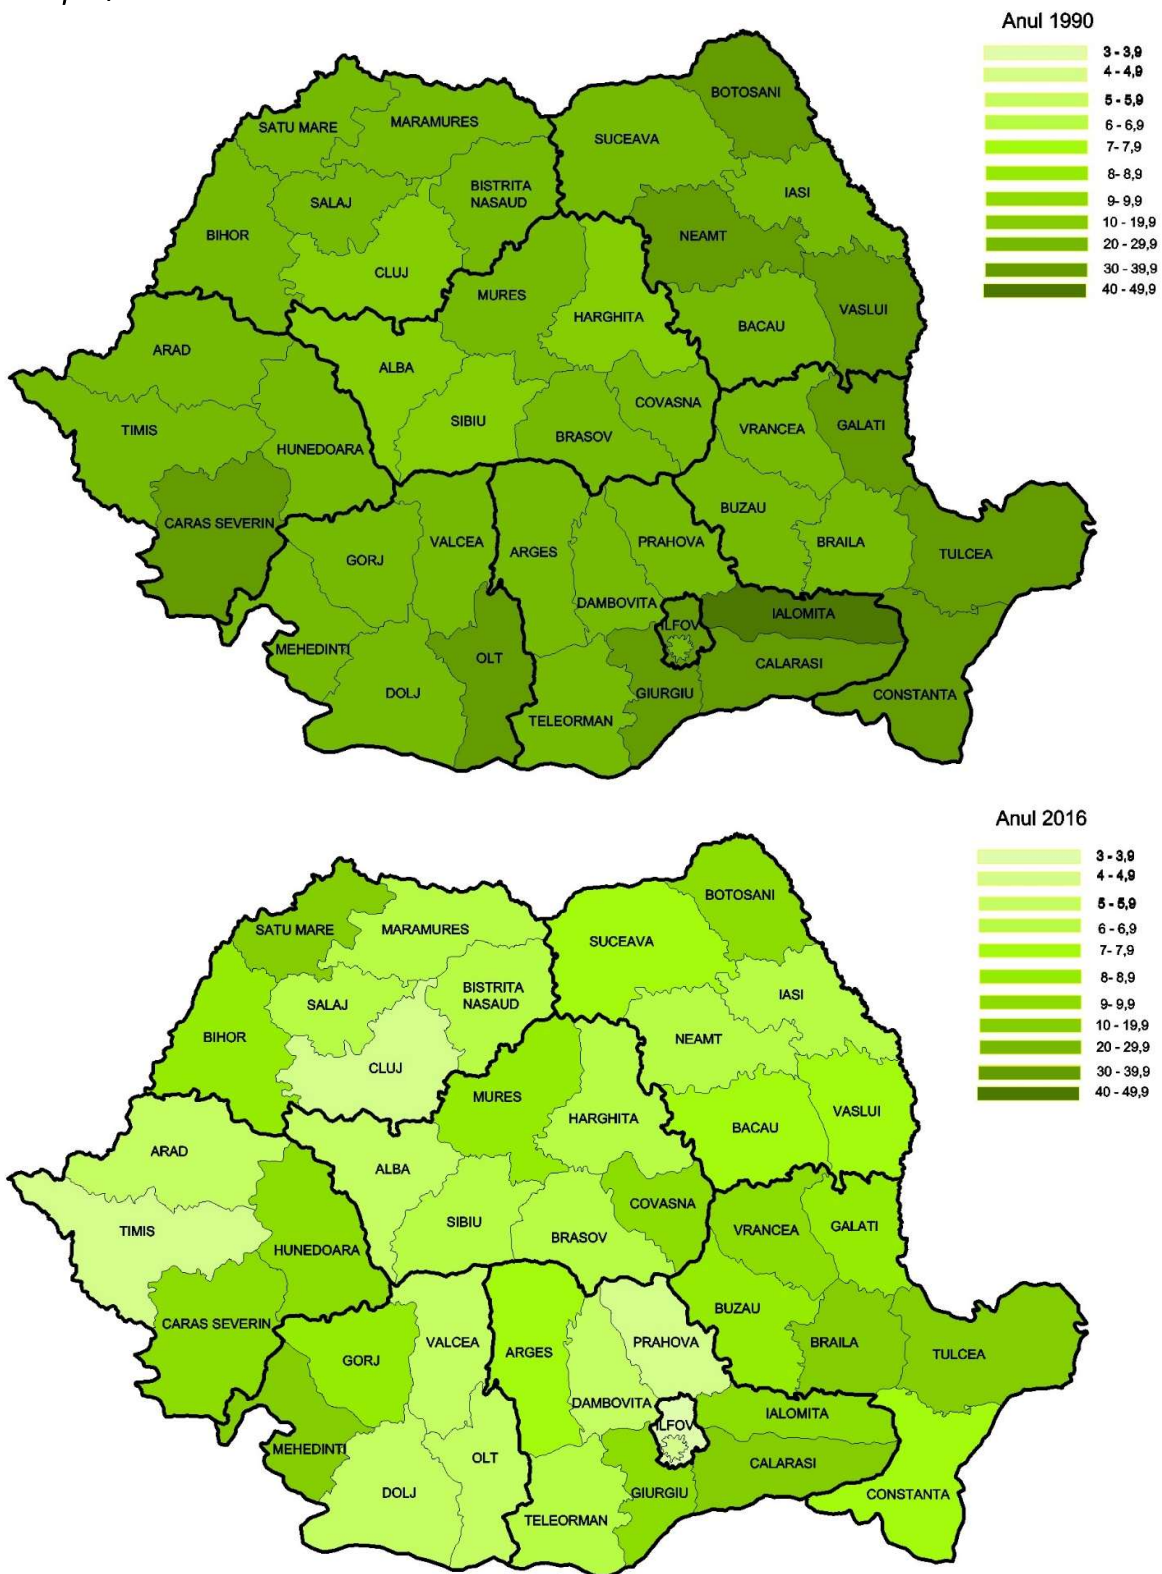 Anul 1990
3 - 3,9
4 - 4,9
5 - 5,9
6 - 6,9
7- 7,9
8- 8,9
9- 9,9
10 - 19,9
20 - 29,9
30 - 39,9
40 - 49,9
BOTOSANI
SATU MARE
MARAMURES
SUCEAVA
IASI
SALAJ
BISTRITA
NASAUD
BIHOR
NEAMT
CLUJ
MURES
HARGHITA
VASLUI
BACAU
ARAD
ALBA
COVASNA
TIMIS
SIBIU
BRASOV
VRANCEA
GALATI
HUNEDOARA
CARAS SEVERIN
GORJ
VALCEA
ARGES
PRAHOVA
BUZAU
BRAILA
TULCEA
DAMBOVITA
ILFOV
IALOMITA
MEHEDINTI
OLT
CALARASI
DOLJ
GIURGIU
CONSTANTA
TELEORMAN
Anul 2016
3 - 3,9
4 - 4,9
5 - 5,9
6 - 6,9
7- 7,9
8- 8,9
9- 9,9
10 - 19,9
20 - 29,9
30 - 39,9
40 - 49,9
BOTOSANI
SATU MARE
MARAMURES
SUCEAVA
BISTRITA
NASAUD
IASI
SALAJ
BIHOR
NEAMT
CLUJ
MURES
HARGHITA
VASLUI
BACAU
ARAD
ALBA
COVASNA
TIMIS
SIBIU
BRASOV
VRANCEA
GALATI
HUNEDOARA
BUZAU
CARAS SEVERIN
GORJ
VALCEA
ARGES
PRAHOVA
BRAILA
TULCEA
DAMBOVITA
ILFOV
IALOMITA
MEHEDINTI
OLT
CALARASI
DOLJ
GIURGIU
CONSTANTA
TELEORMAN